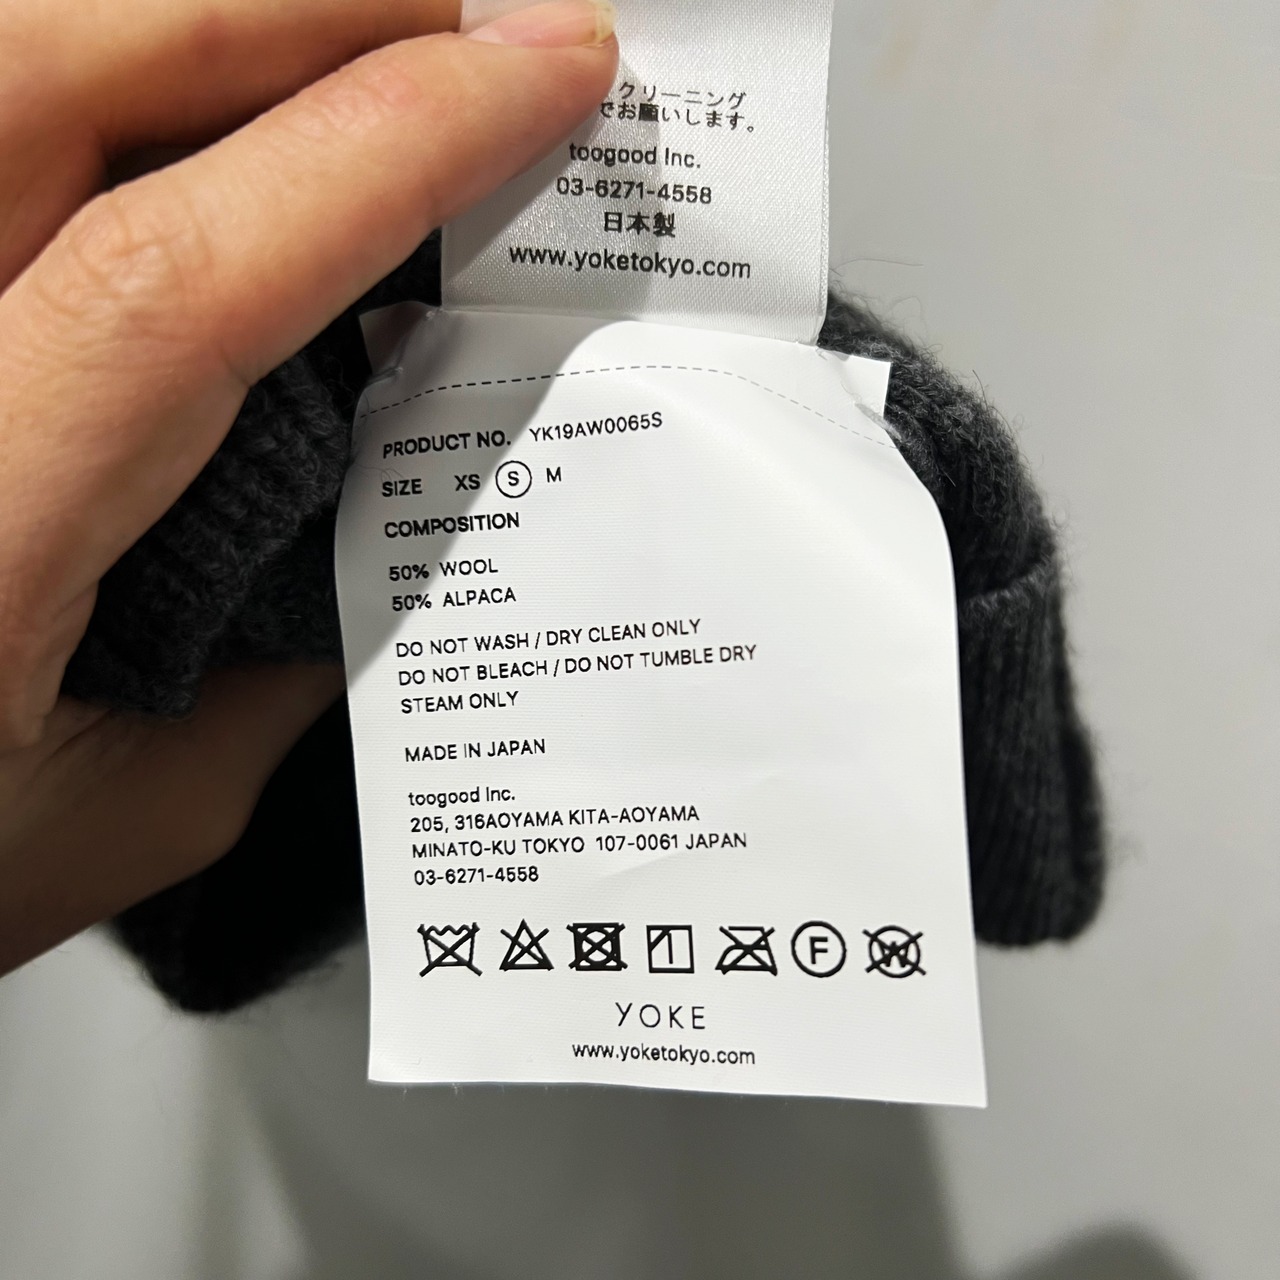 クリーニング
でお願いします。
toogood Inc.
03-6271-4558
日本製
www.yoketokyo.com
PRODUCT NO. YK19AW0065S
SIZE XS S M
COMPOSITION
50% WOOL
50% ALPACA
DO NOT WASH / DRY CLEAN ONLY
DO NOT BLEACH / DO NOT TUMBLE DRY
STEAM ONLY
MADE IN JAPAN
toogood Inc.
205, 316AOYAMA KITA-AOYAMA
MINATO-KU TOKYO 107-0061 JAPAN
03-6271-4558
F W
YOKE
www.yoketokyo.com